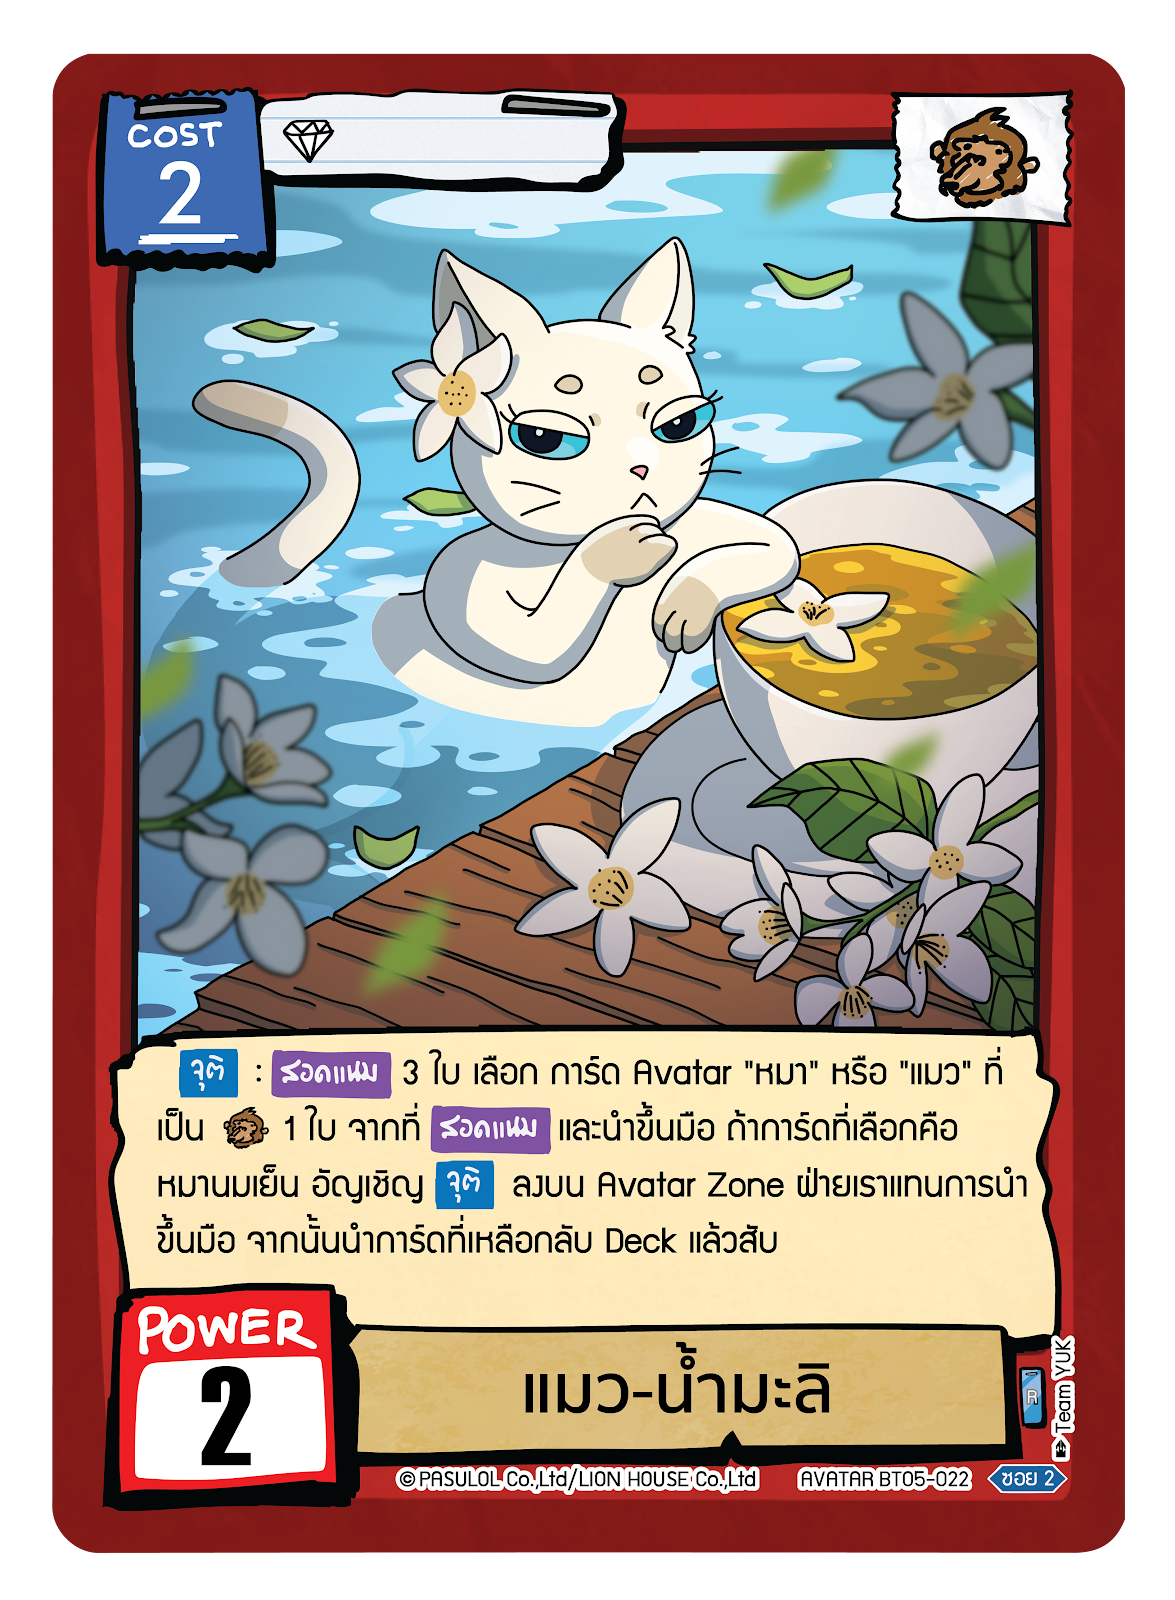 COST
2
จุติ : สอดแนม 3 ใบ เลือก การ์ด Avatar "หมา" หรือ "แมว" ที่
เป็น 1 ใบ จากที่ สอดแนม และนำขึ้นมือ ถ้าการ์ดที่เลือกคือ
หมานมเย็น อัญเชิญ จุติ ลงบน Avatar Zone ฝ่ายเราแทนการนำ
ขึ้นมือ จากนั้นนำการ์ดที่เหลือกลับ Deck แล้วสับ
POWER
2
แมว-น้ำมะลิ
R
Team YUK
© PASULOL Co.,Ltd/LION HOUSE Co.,Ltd AVATAR BT05-022 ซอย 2